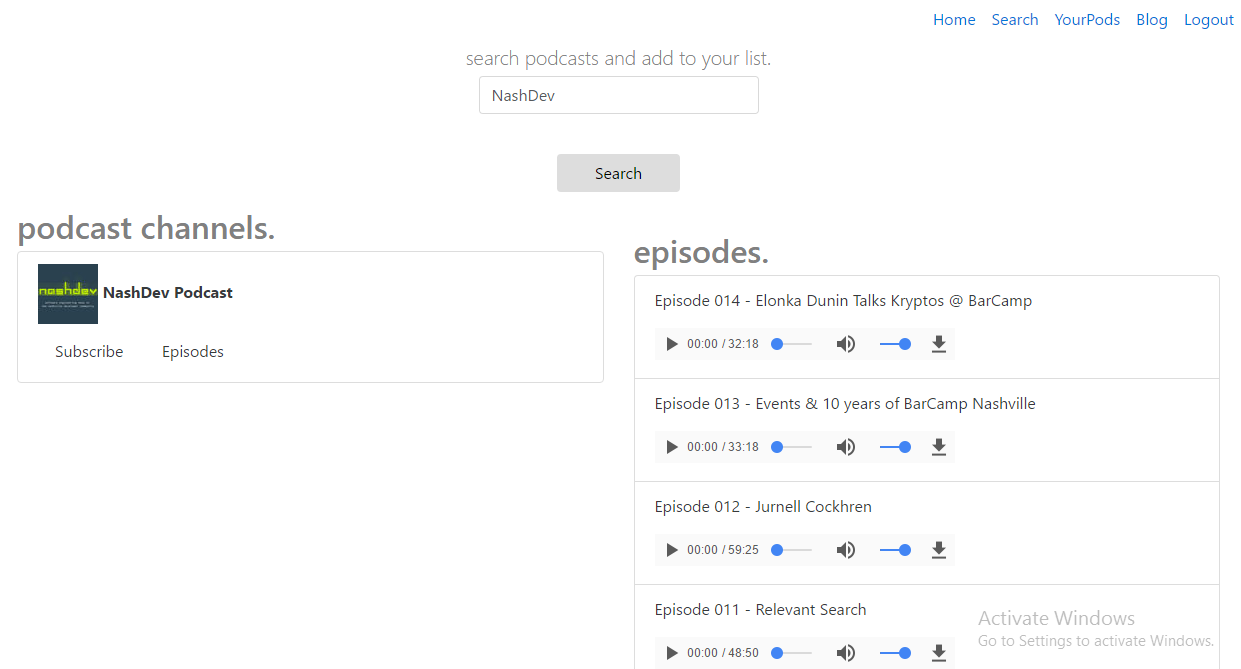 Home Search YourPods Blog Logout
search podcasts and add to your list.
NashDev
Search
podcast channels.
nashdev
NashDev Podcast
Subscribe Episodes
episodes.
Episode 014 - Elonka Dunin Talks Kryptos @ BarCamp
00:00 / 32:18
Episode 013 - Events & 10 years of BarCamp Nashville
00:00 / 33:18
Episode 012 - Jurnell Cockhren
00:00 / 59:25
Episode 011 - Relevant Search
00:00 / 48:50
Activate Windows
Go to Settings to activate Windows.